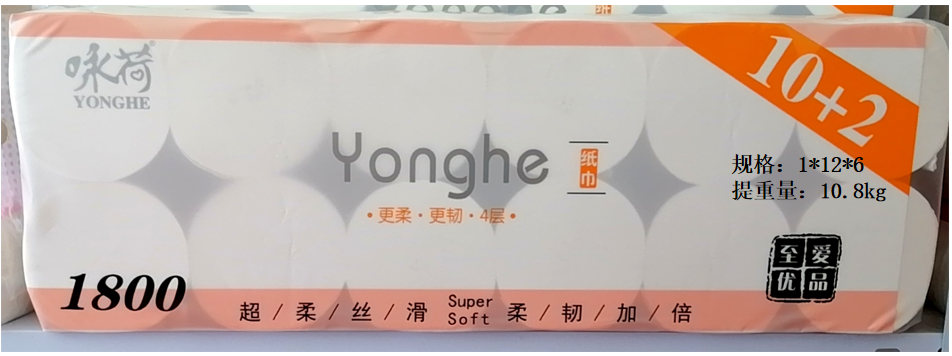 咏荷
YONGHE
10+2
Yonghe
纸巾
·更柔·更韧·4层·
规格：1*12*6
提重量：10.8kg
至爱
优品
1800
超/柔/丝/滑 Super Soft 柔/韧/加/倍